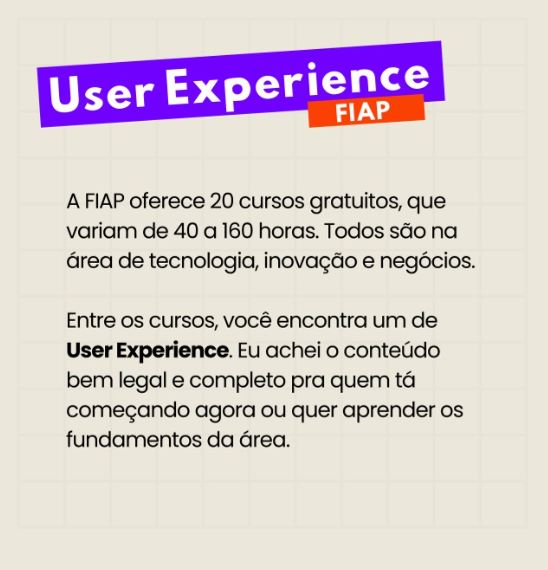 User Experience
FIAP
A FIAP oferece 20 cursos gratuitos, que
variam de 40 a 160 horas. Todos são na
área de tecnologia, inovação e negócios.
Entre os cursos, você encontra um de
User Experience. Eu achei o conteúdo
bem legal e completo pra quem tá
começando agora ou quer aprender os
fundamentos da área.